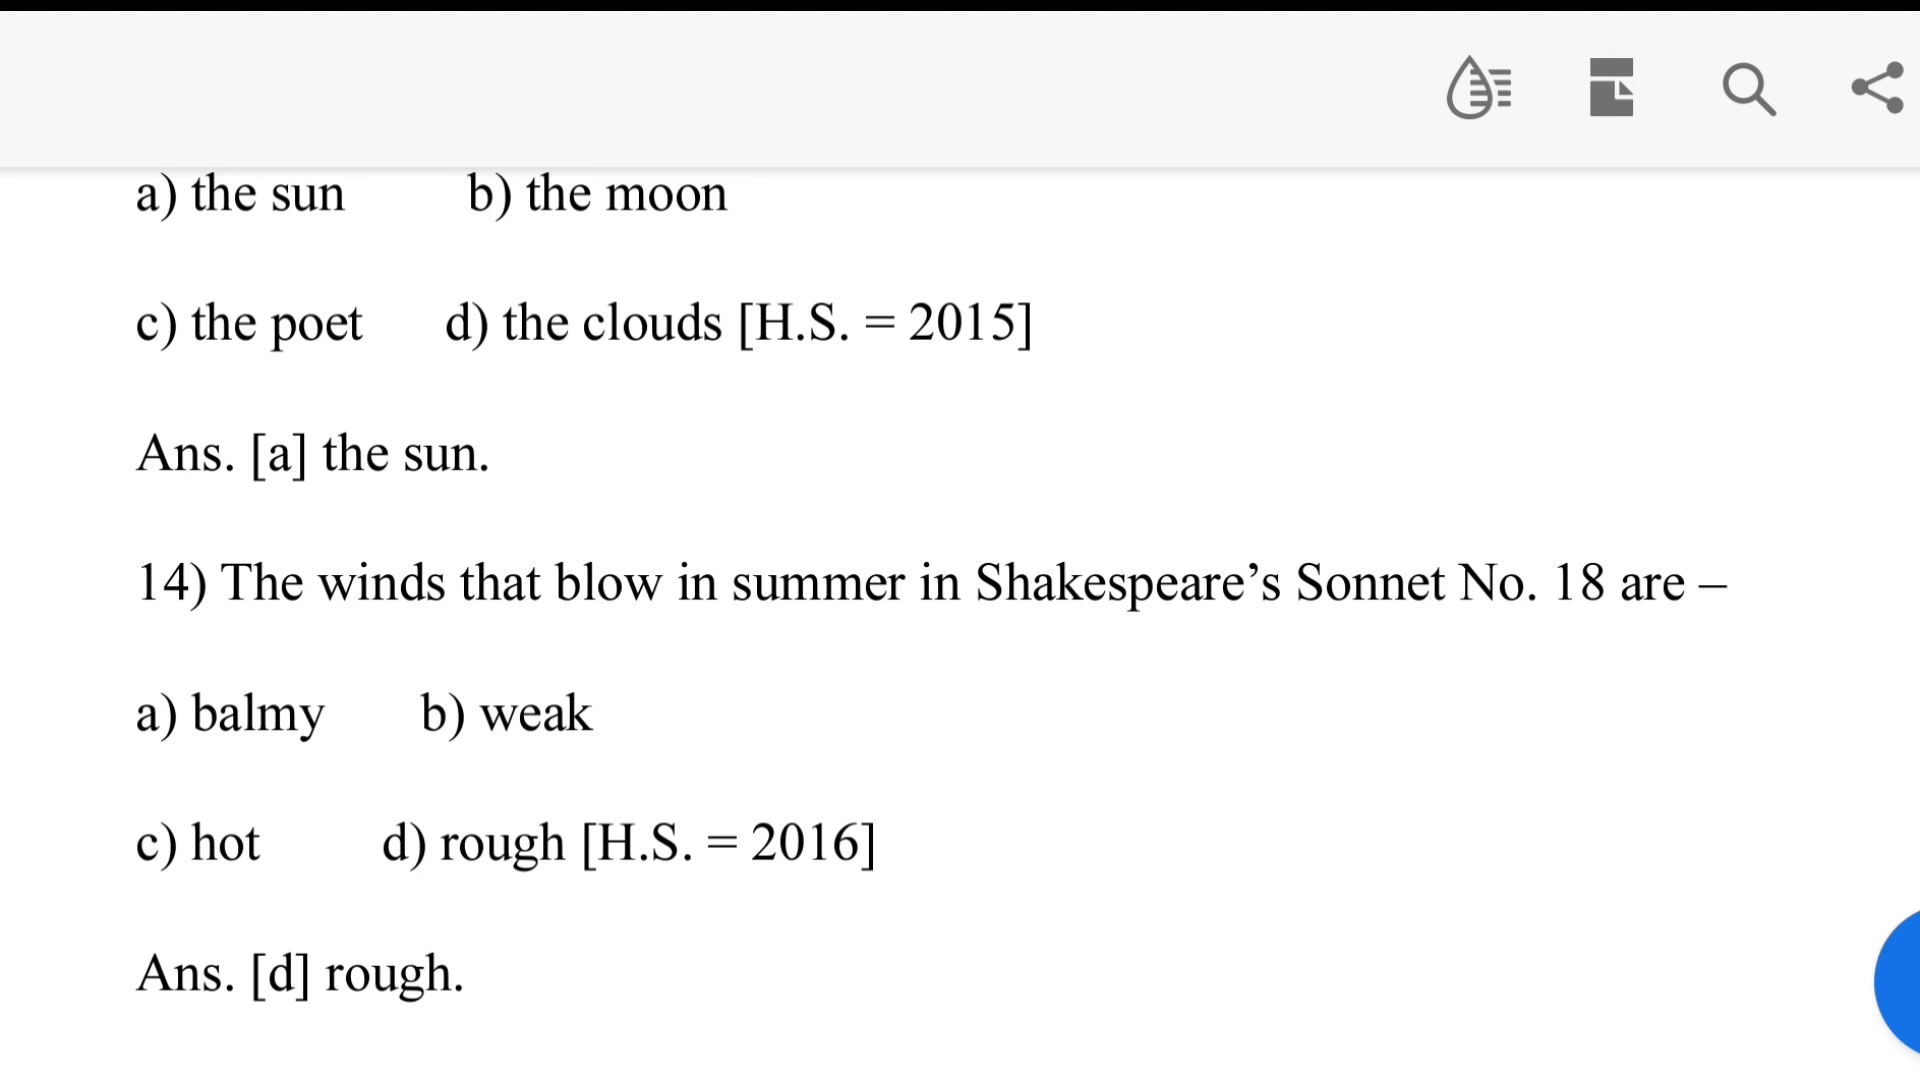 a) the sun b) the moon
c) the poet d) the clouds [H.S. = 2015]
Ans. [a] the sun.
14) The winds that blow in summer in Shakespeare’s Sonnet No. 18 are –
a) balmy b) weak
c) hot d) rough [H.S. = 2016]
Ans. [d] rough.